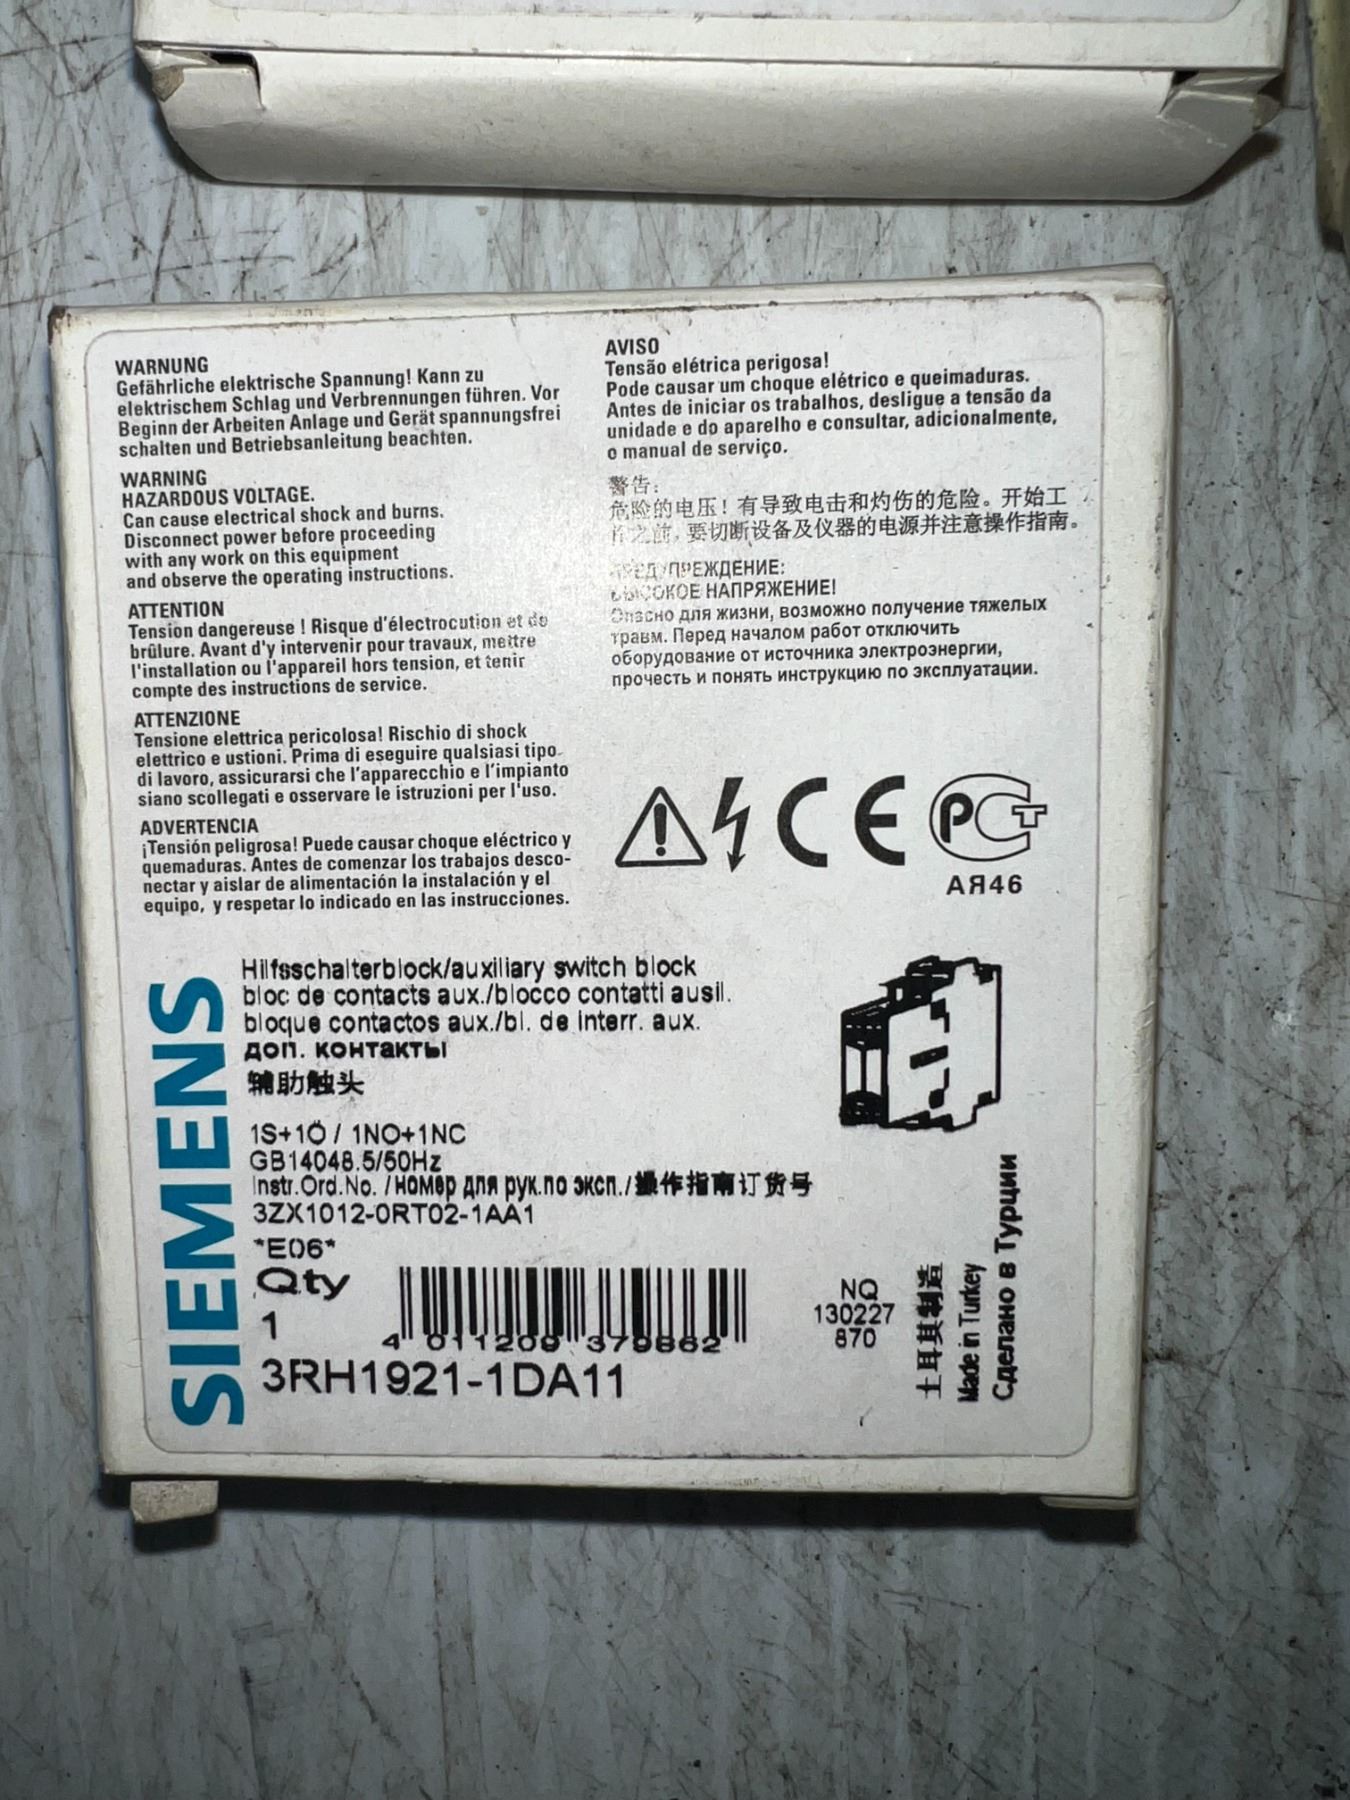 WARNUNG
Gefährliche elektrische Spannung! Kann zu
elektrischem Schlag und Verbrennungen führen. Vor
Beginn der Arbeiten Anlage und Gerät spannungsfrei
schalten und Betriebsanleitung beachten.
WARNING
HAZARDOUS VOLTAGE.
Can cause electrical shock and burns.
Disconnect power before proceeding
with any work on this equipment
and observe the operating instructions.
ATTENTION
Tension dangereuse ! Risque d'électrocution et de
brûlure. Avant d'y intervenir pour travaux, mettre
l'installation ou l'appareil hors tension, et tenir
compte des instructions de service.
ATTENZIONE
Tensione elettrica pericolosa! Rischio di shock
elettrico e ustioni. Prima di eseguire qualsiasi tipo
di lavoro, assicurarsi che l'apparecchio e l'impianto
siano scollegati e osservare le istruzioni per l'uso.
ADVERTENCIA
¡Tensión peligrosa! Puede causar choque eléctrico y
quemaduras. Antes de comenzar los trabajos desco-
nectar y aislar de alimentación la instalación y el
equipo, y respetar lo indicado en las instrucciones.
AVISO
Tensão elétrica perigosa!
Pode causar um choque elétrico e queimaduras.
Antes de iniciar os trabalhos, desligue a tensão da
unidade e do aparelho e consultar, adicionalmente,
o manual de serviço.
警告:
危险的电压！有导致电击和灼伤的危险。开始工
作之前,要切断设备及仪器的电源并注意操作指南。
ПРЕДУПРЕЖДЕНИЕ:
ВЫСОКОЕ НАПРЯЖЕНИЕ!
Опасно для жизни, возможно получение тяжелых
травм. Перед началом работ отключить
оборудование от источника электроэнергии,
прочесть и понять инструкцию по эксплуатации.
CE
РСТ
АЯ46
SIEMENS
Hilfsschalterblock/auxiliary switch block
bloc de contacts aux./blocco contatti ausil.
bloque contactos aux./bl. de interr. aux.
доп. контакты
辅助触头
1S+1Ö / 1NO+1NC
GB14048.5/50Hz
Instr.Ord.No. /номер для рук.по эксп./操作指南订货号
3ZX1012-0RT02-1AA1
*E06*
Qty
1
4 011209 379862
3RH1921-1DA11
NQ
130227
870
土耳其制造
Made in Turkey
Сделано в Турции